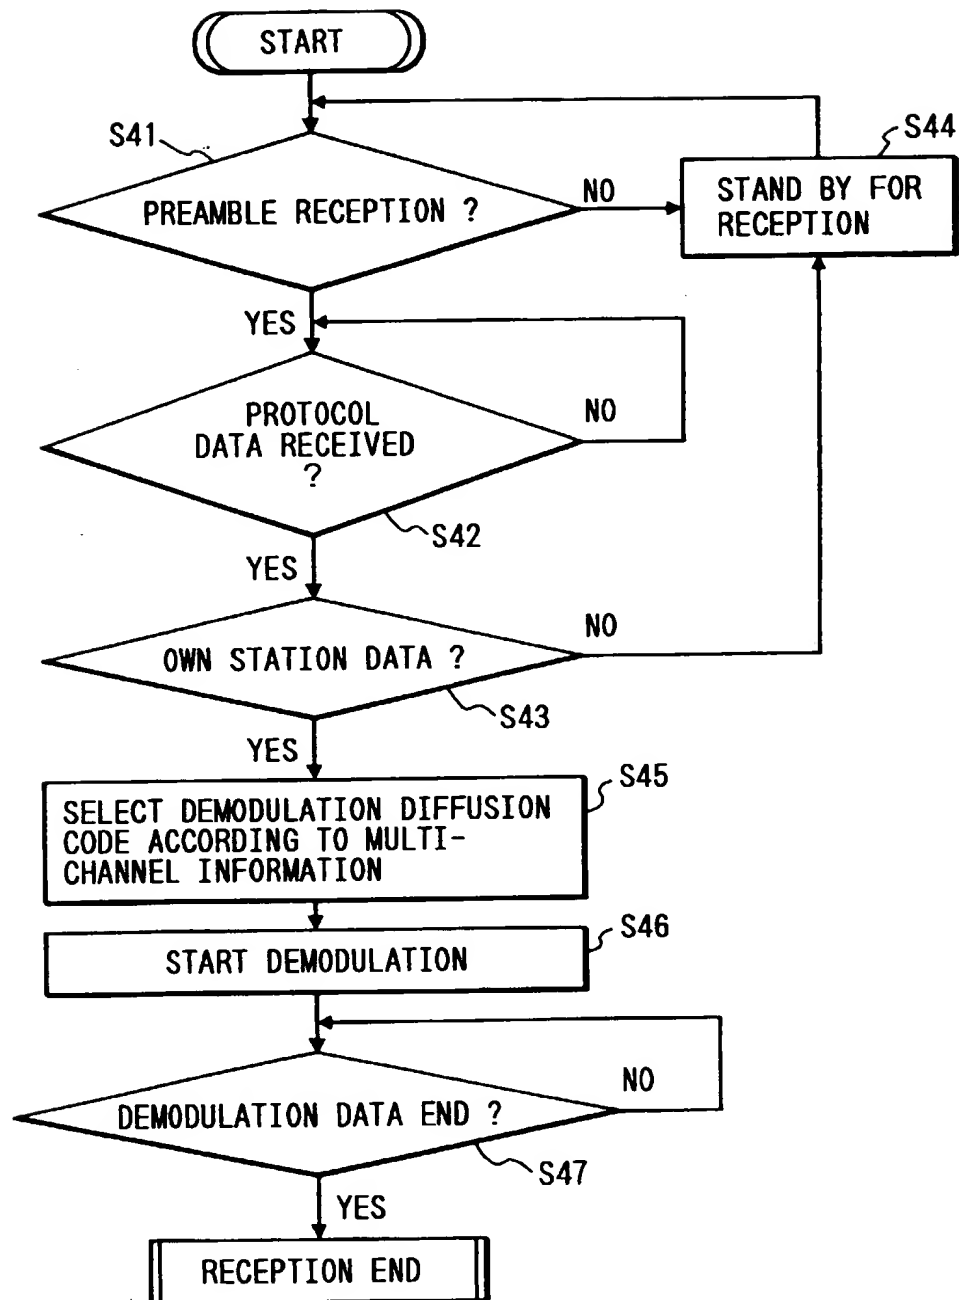 START
S41
S44
PREAMBLE RECEPTION ?
NO
STAND BY FOR
RECEPTION
YES
PROTOCOL
DATA RECEIVED
?
NO
S42
YES
OWN STATION DATA ?
NO
S43
YES
S45
SELECT DEMODULATION DIFFUSION
CODE ACCORDING TO MULTI-
CHANNEL INFORMATION
S46
START DEMODULATION
NO
DEMODULATION DATA END ?
S47
YES
RECEPTION END